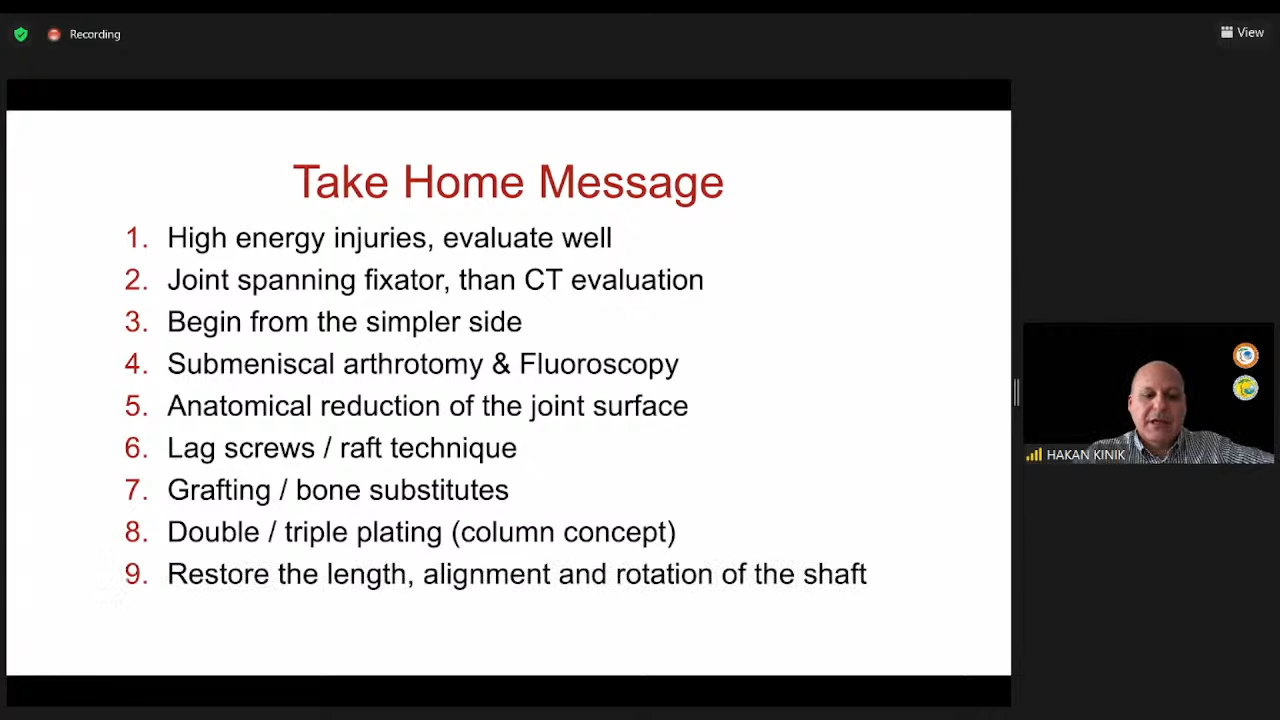 Recording
View
Take Home Message
1. High energy injuries, evaluate well
2. Joint spanning fixator, than CT evaluation
3. Begin from the simpler side
4. Submeniscal arthrotomy & Fluoroscopy
5. Anatomical reduction of the joint surface
6. Lag screws / raft technique
7. Grafting / bone substitutes
8. Double / triple plating (column concept)
9. Restore the length, alignment and rotation of the shaft
HAKAN KINIK